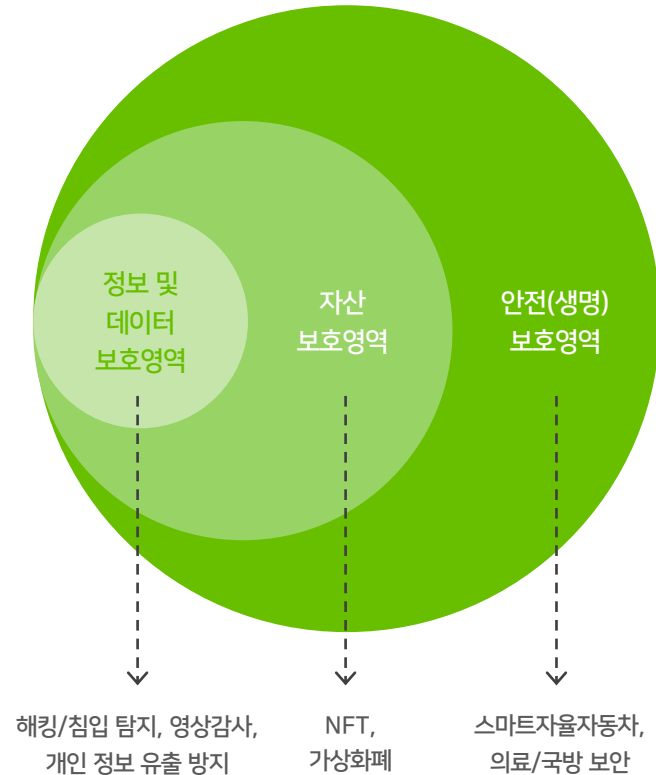 정보 및
데이터
보호영역
자산
보호영역
안전(생명)
보호영역
해킹/침입 탐지, 영상감사,
개인 정보 유출 방지
NFT,
가상화폐
스마트자율자동차,
의료/국방 보안